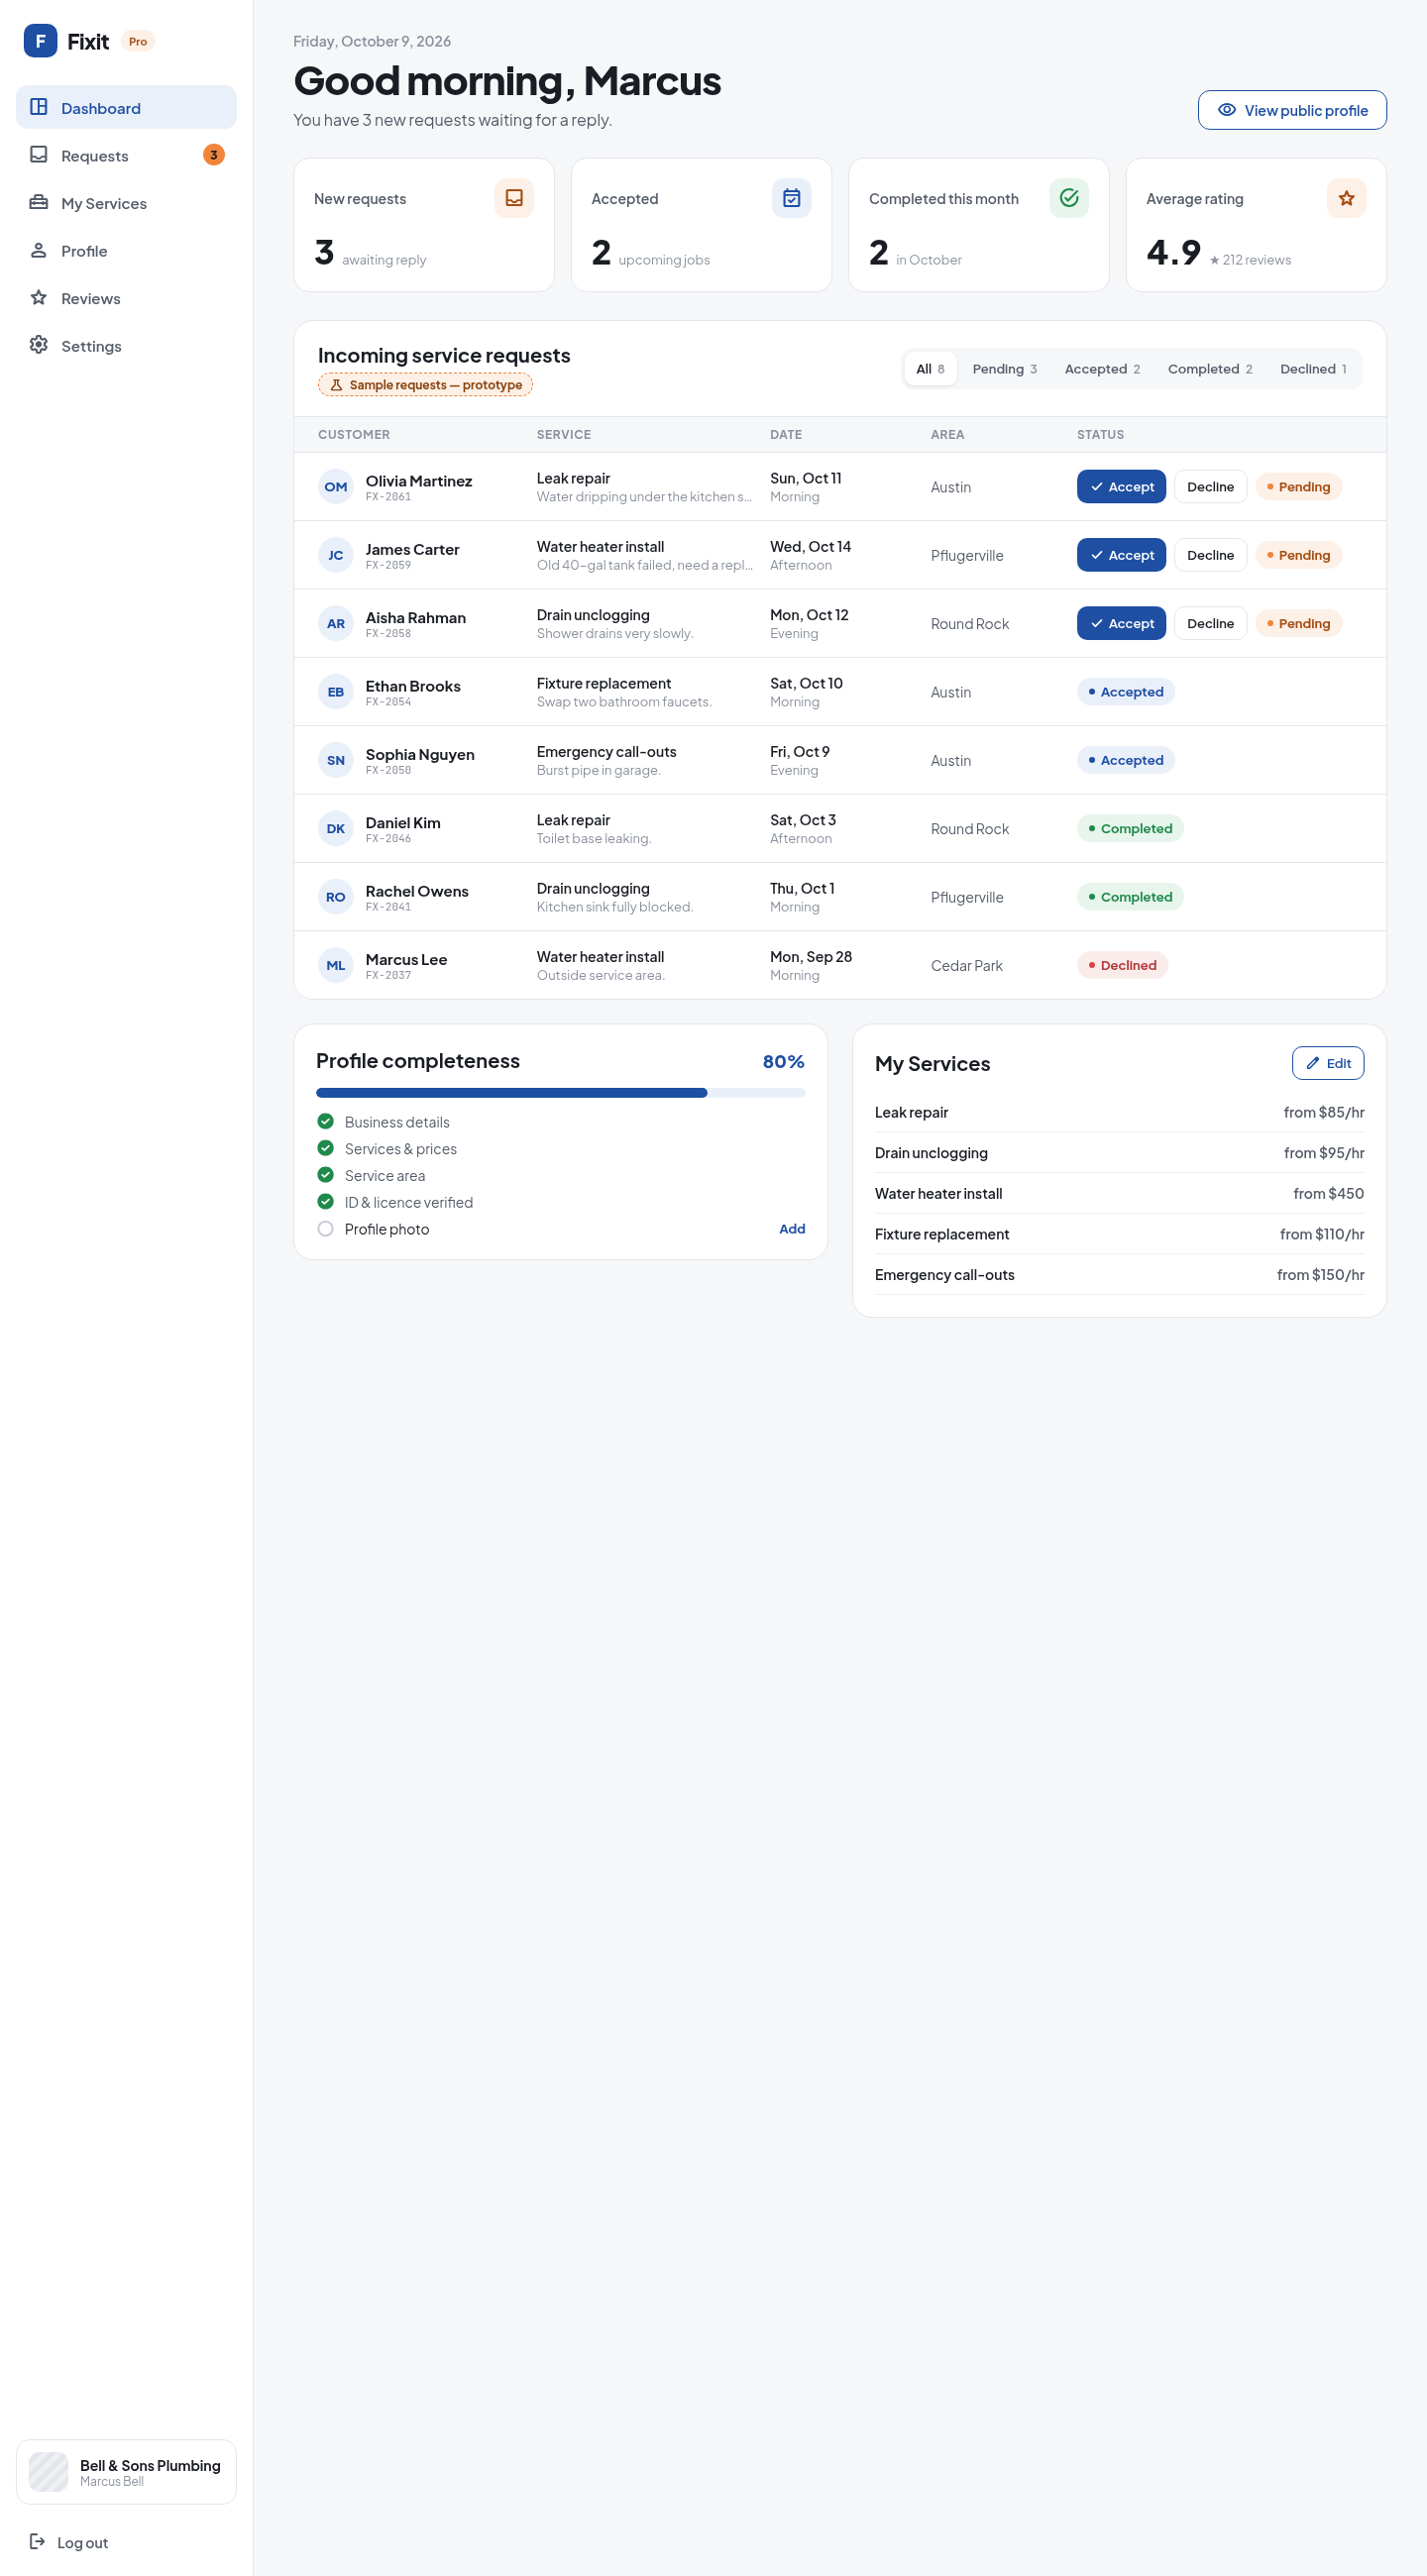 F Fixit Pro
Dashboard
Requests 3
My Services
Profile
Reviews
Settings
Bell & Sons Plumbing
Marcus Bell
Log out
Friday, October 9, 2026
Good morning, Marcus
You have 3 new requests waiting for a reply.
View public profile
New requests
3 awaiting reply
Accepted
2 upcoming jobs
Completed this month
2 in October
Average rating
4.9 ★ 212 reviews
Incoming service requests
Sample requests — prototype
All 8 Pending 3 Accepted 2 Completed 2 Declined 1
CUSTOMER SERVICE DATE AREA STATUS
OM Olivia Martinez Leak repair Sun, Oct 11 Austin Accept Decline Pending
FX-2061 Water dripping under the kitchen s... Morning
JC James Carter Water heater install Wed, Oct 14 Pflugerville Accept Decline Pending
FX-2059 Old 40-gal tank failed, need a repl... Afternoon
AR Aisha Rahman Drain unclogging Mon, Oct 12 Round Rock Accept Decline Pending
FX-2058 Shower drains very slowly. Evening
EB Ethan Brooks Fixture replacement Sat, Oct 10 Austin Accepted
FX-2054 Swap two bathroom faucets. Morning
SN Sophia Nguyen Emergency call-outs Fri, Oct 9 Austin Accepted
FX-2050 Burst pipe in garage. Evening
DK Daniel Kim Leak repair Sat, Oct 3 Round Rock Completed
FX-2046 Toilet base leaking. Afternoon
RO Rachel Owens Drain unclogging Thu, Oct 1 Pflugerville Completed
FX-2041 Kitchen sink fully blocked. Morning
ML Marcus Lee Water heater install Mon, Sep 28 Cedar Park Declined
FX-2037 Outside service area. Morning
Profile completeness 80%
Business details
Services & prices
Service area
ID & licence verified
Profile photo Add
My Services Edit
Leak repair from $85/hr
Drain unclogging from $95/hr
Water heater install from $450
Fixture replacement from $110/hr
Emergency call-outs from $150/hr